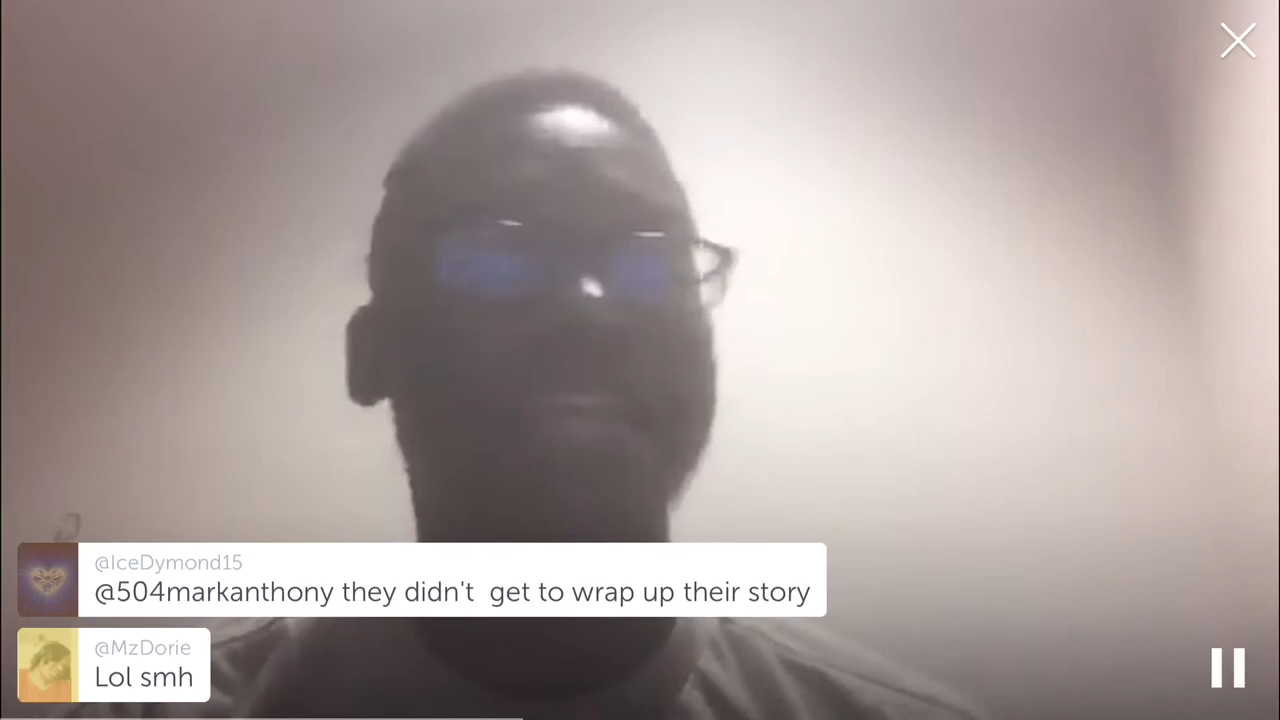 @IceDymond15
@504markanthony they didn't  get to wrap up their story
@MzDorie
Lol smh